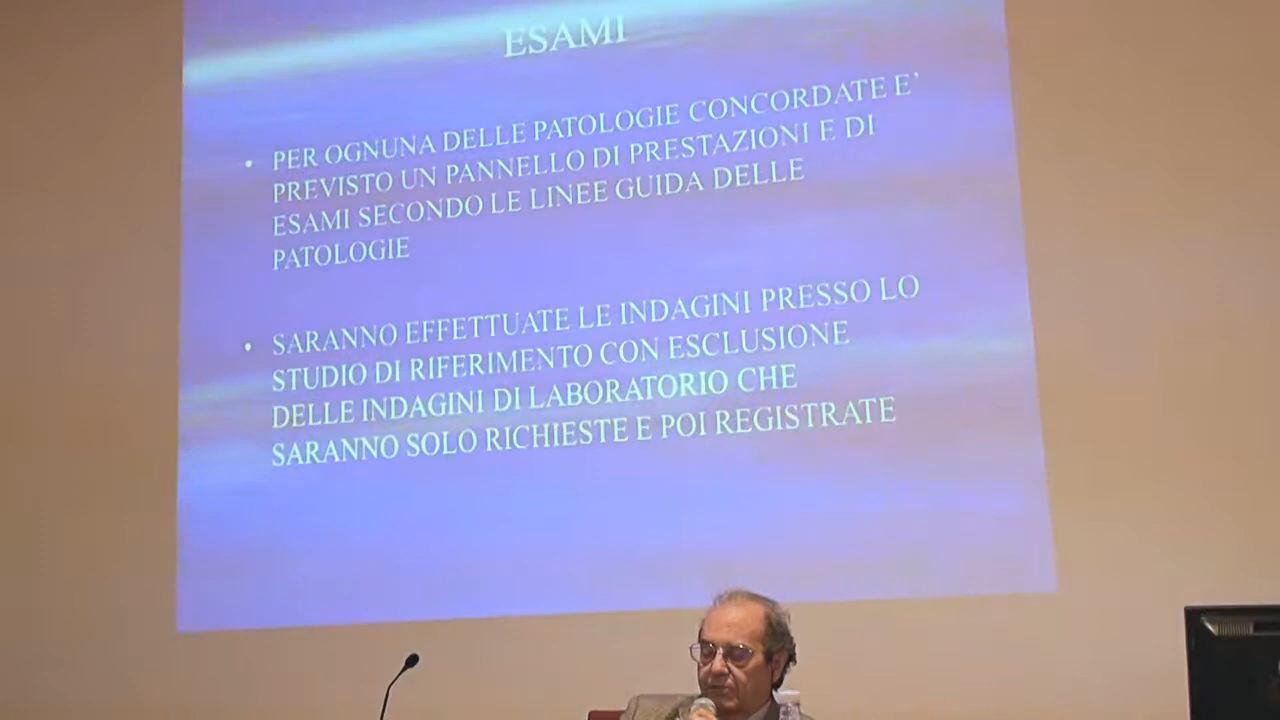 ESAMI
• PER OGNUNA DELLE PATOLOGIE CONCORDATE E'
PREVISTO UN PANNELLO DI PRESTAZIONI E DI
ESAMI SECONDO LE LINEE GUIDA DELLE
PATOLOGIE
• SARANNO EFFETTUATE LE INDAGINI PRESSO LO
STUDIO DI RIFERIMENTO CON ESCLUSIONE
DELLE INDAGINI DI LABORATORIO CHE
SARANNO SOLO RICHIESTE E POI REGISTRATE